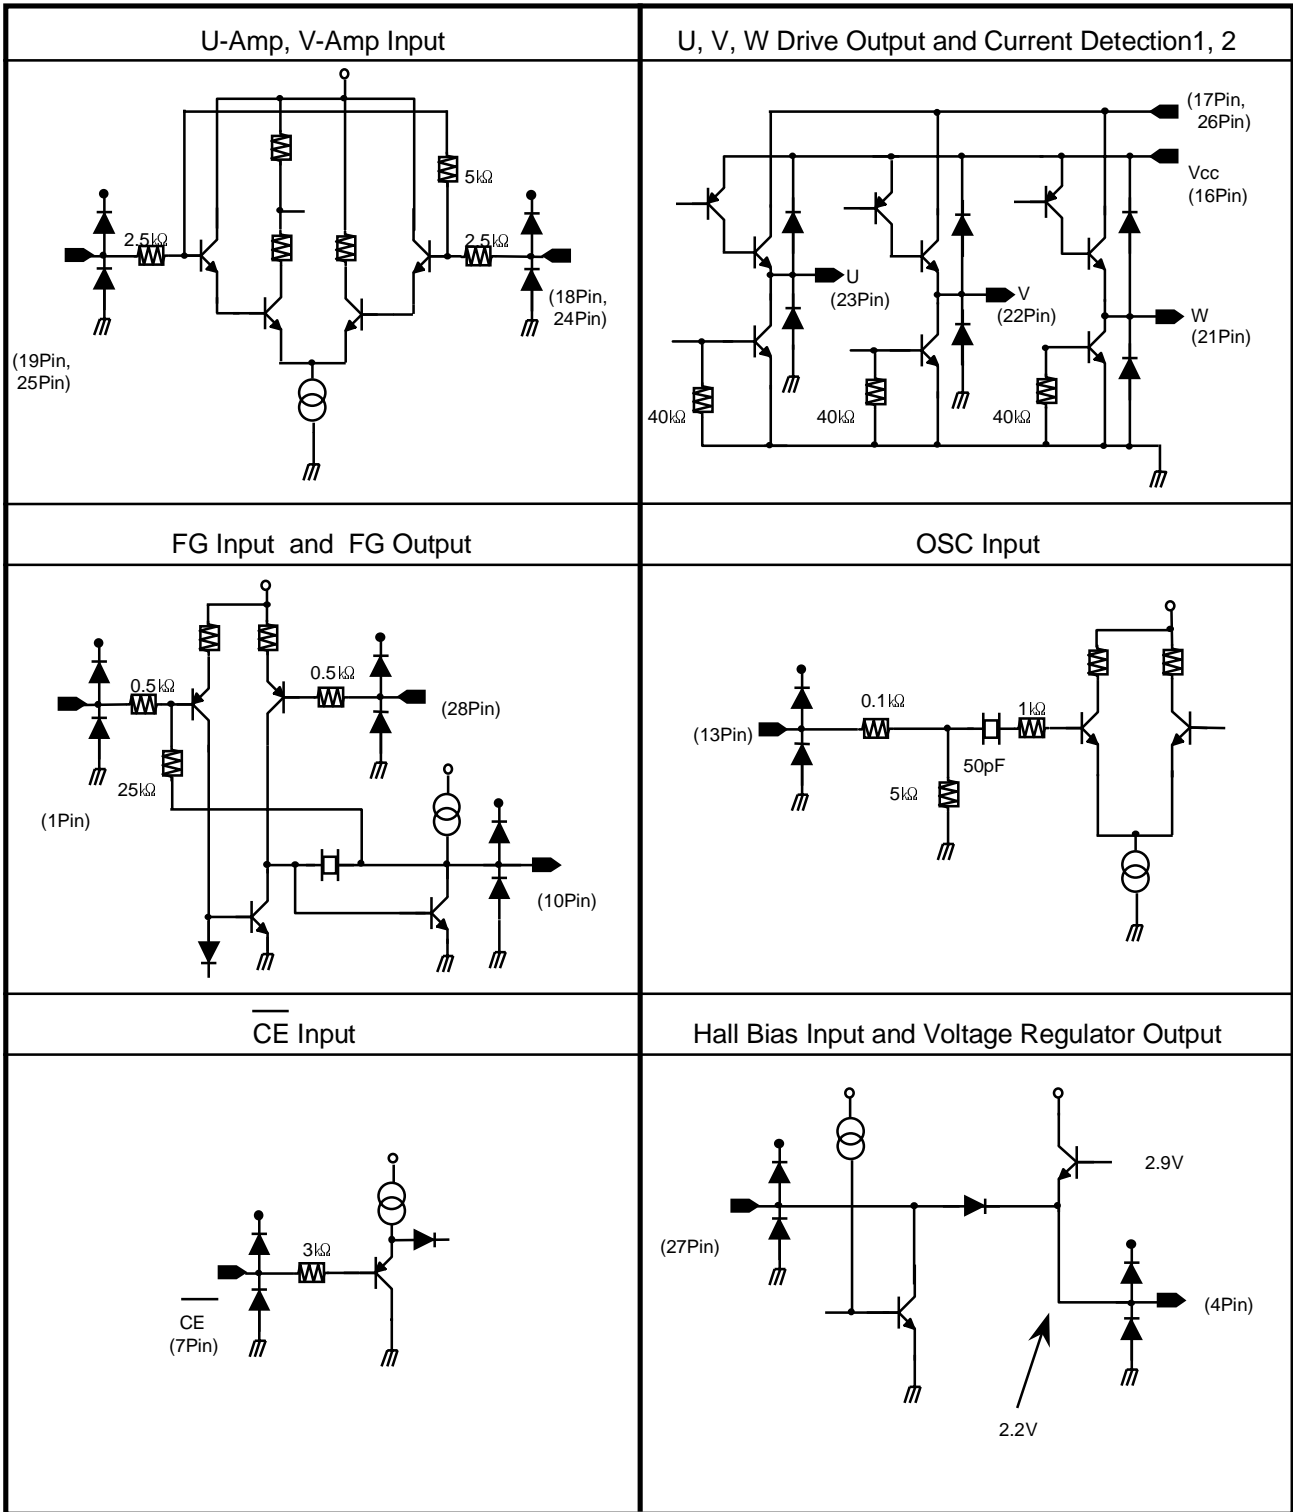 U-Amp, V-Amp Input
5kΩ
2.5kΩ
2.5kΩ
(18Pin,
24Pin)
(19Pin,
25Pin)
U, V, W Drive Output and Current Detection1, 2
(17Pin,
26Pin)
Vcc
(16Pin)
U
(23Pin)
V
(22Pin)
W
(21Pin)
40kΩ
40kΩ
40kΩ
FG Input and FG Output
0.5kΩ
0.5kΩ
(28Pin)
25kΩ
(1Pin)
(10Pin)
OSC Input
(13Pin)
0.1kΩ
1kΩ
50pF
5kΩ
C̅E̅ Input
3kΩ
C̅E̅
(7Pin)
Hall Bias Input and Voltage Regulator Output
2.9V
(27Pin)
(4Pin)
2.2V